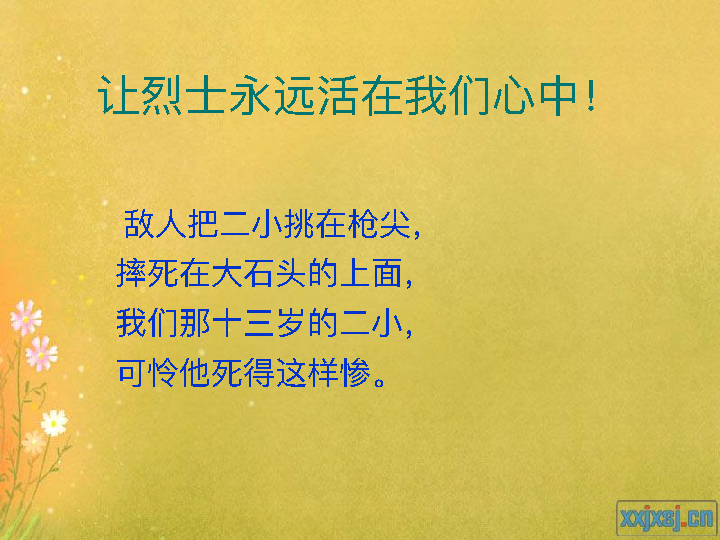 让烈士永远活在我们心中！
敌人把二小挑在枪尖，
摔死在大石头的上面，
我们那十三岁的二小，
可怜他死得这样惨。
xxjxsj.cn